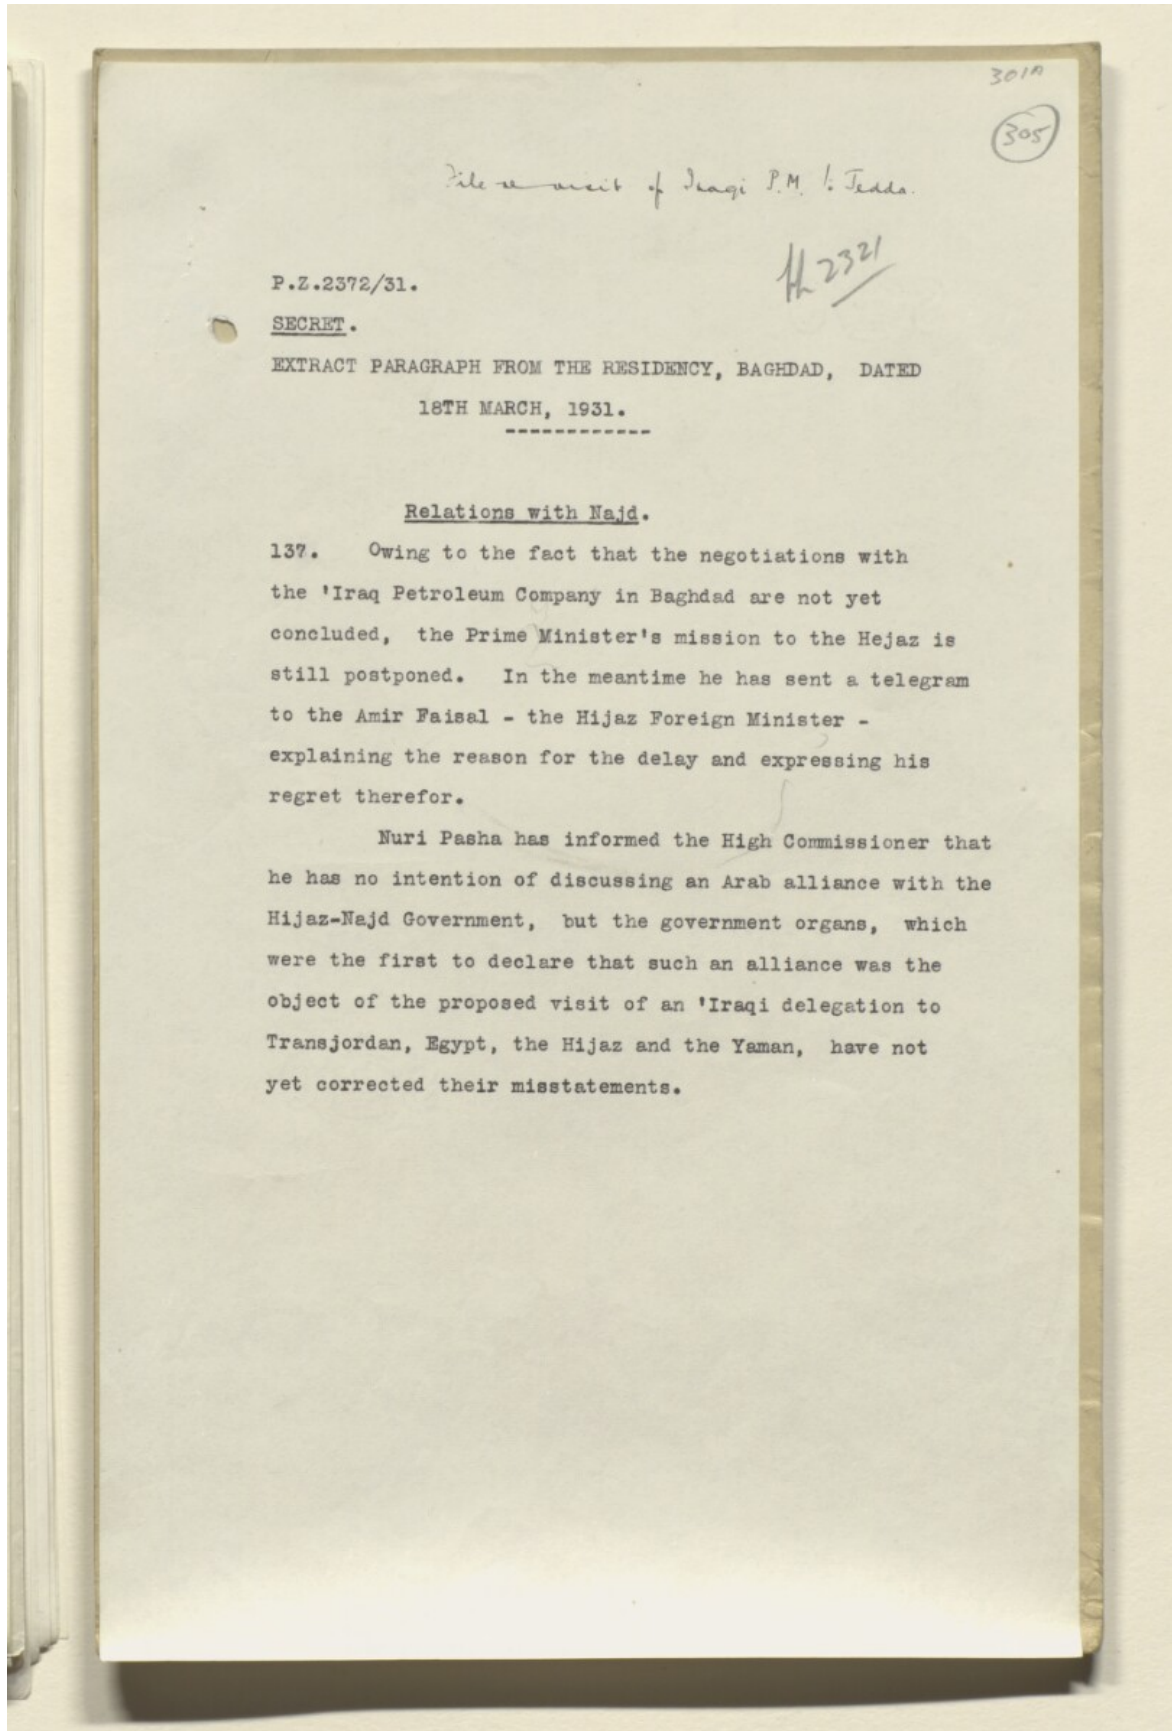 301A
305
File re visit of Iraqi P.M. to Jedda.
2321
P.Z.2372/31.
SECRET.
EXTRACT PARAGRAPH FROM THE RESIDENCY, BAGHDAD, DATED
18TH MARCH, 1931.
------------
Relations with Najd.
137. Owing to the fact that the negotiations with
the 'Iraq Petroleum Company in Baghdad are not yet
concluded, the Prime Minister's mission to the Hejaz is
still postponed. In the meantime he has sent a telegram
to the Amir Faisal - the Hijaz Foreign Minister -
explaining the reason for the delay and expressing his
regret therefor.
Nuri Pasha has informed the High Commissioner that
he has no intention of discussing an Arab alliance with the
Hijaz-Najd Government, but the government organs, which
were the first to declare that such an alliance was the
object of the proposed visit of an 'Iraqi delegation to
Transjordan, Egypt, the Hijaz and the Yaman, have not
yet corrected their misstatements.